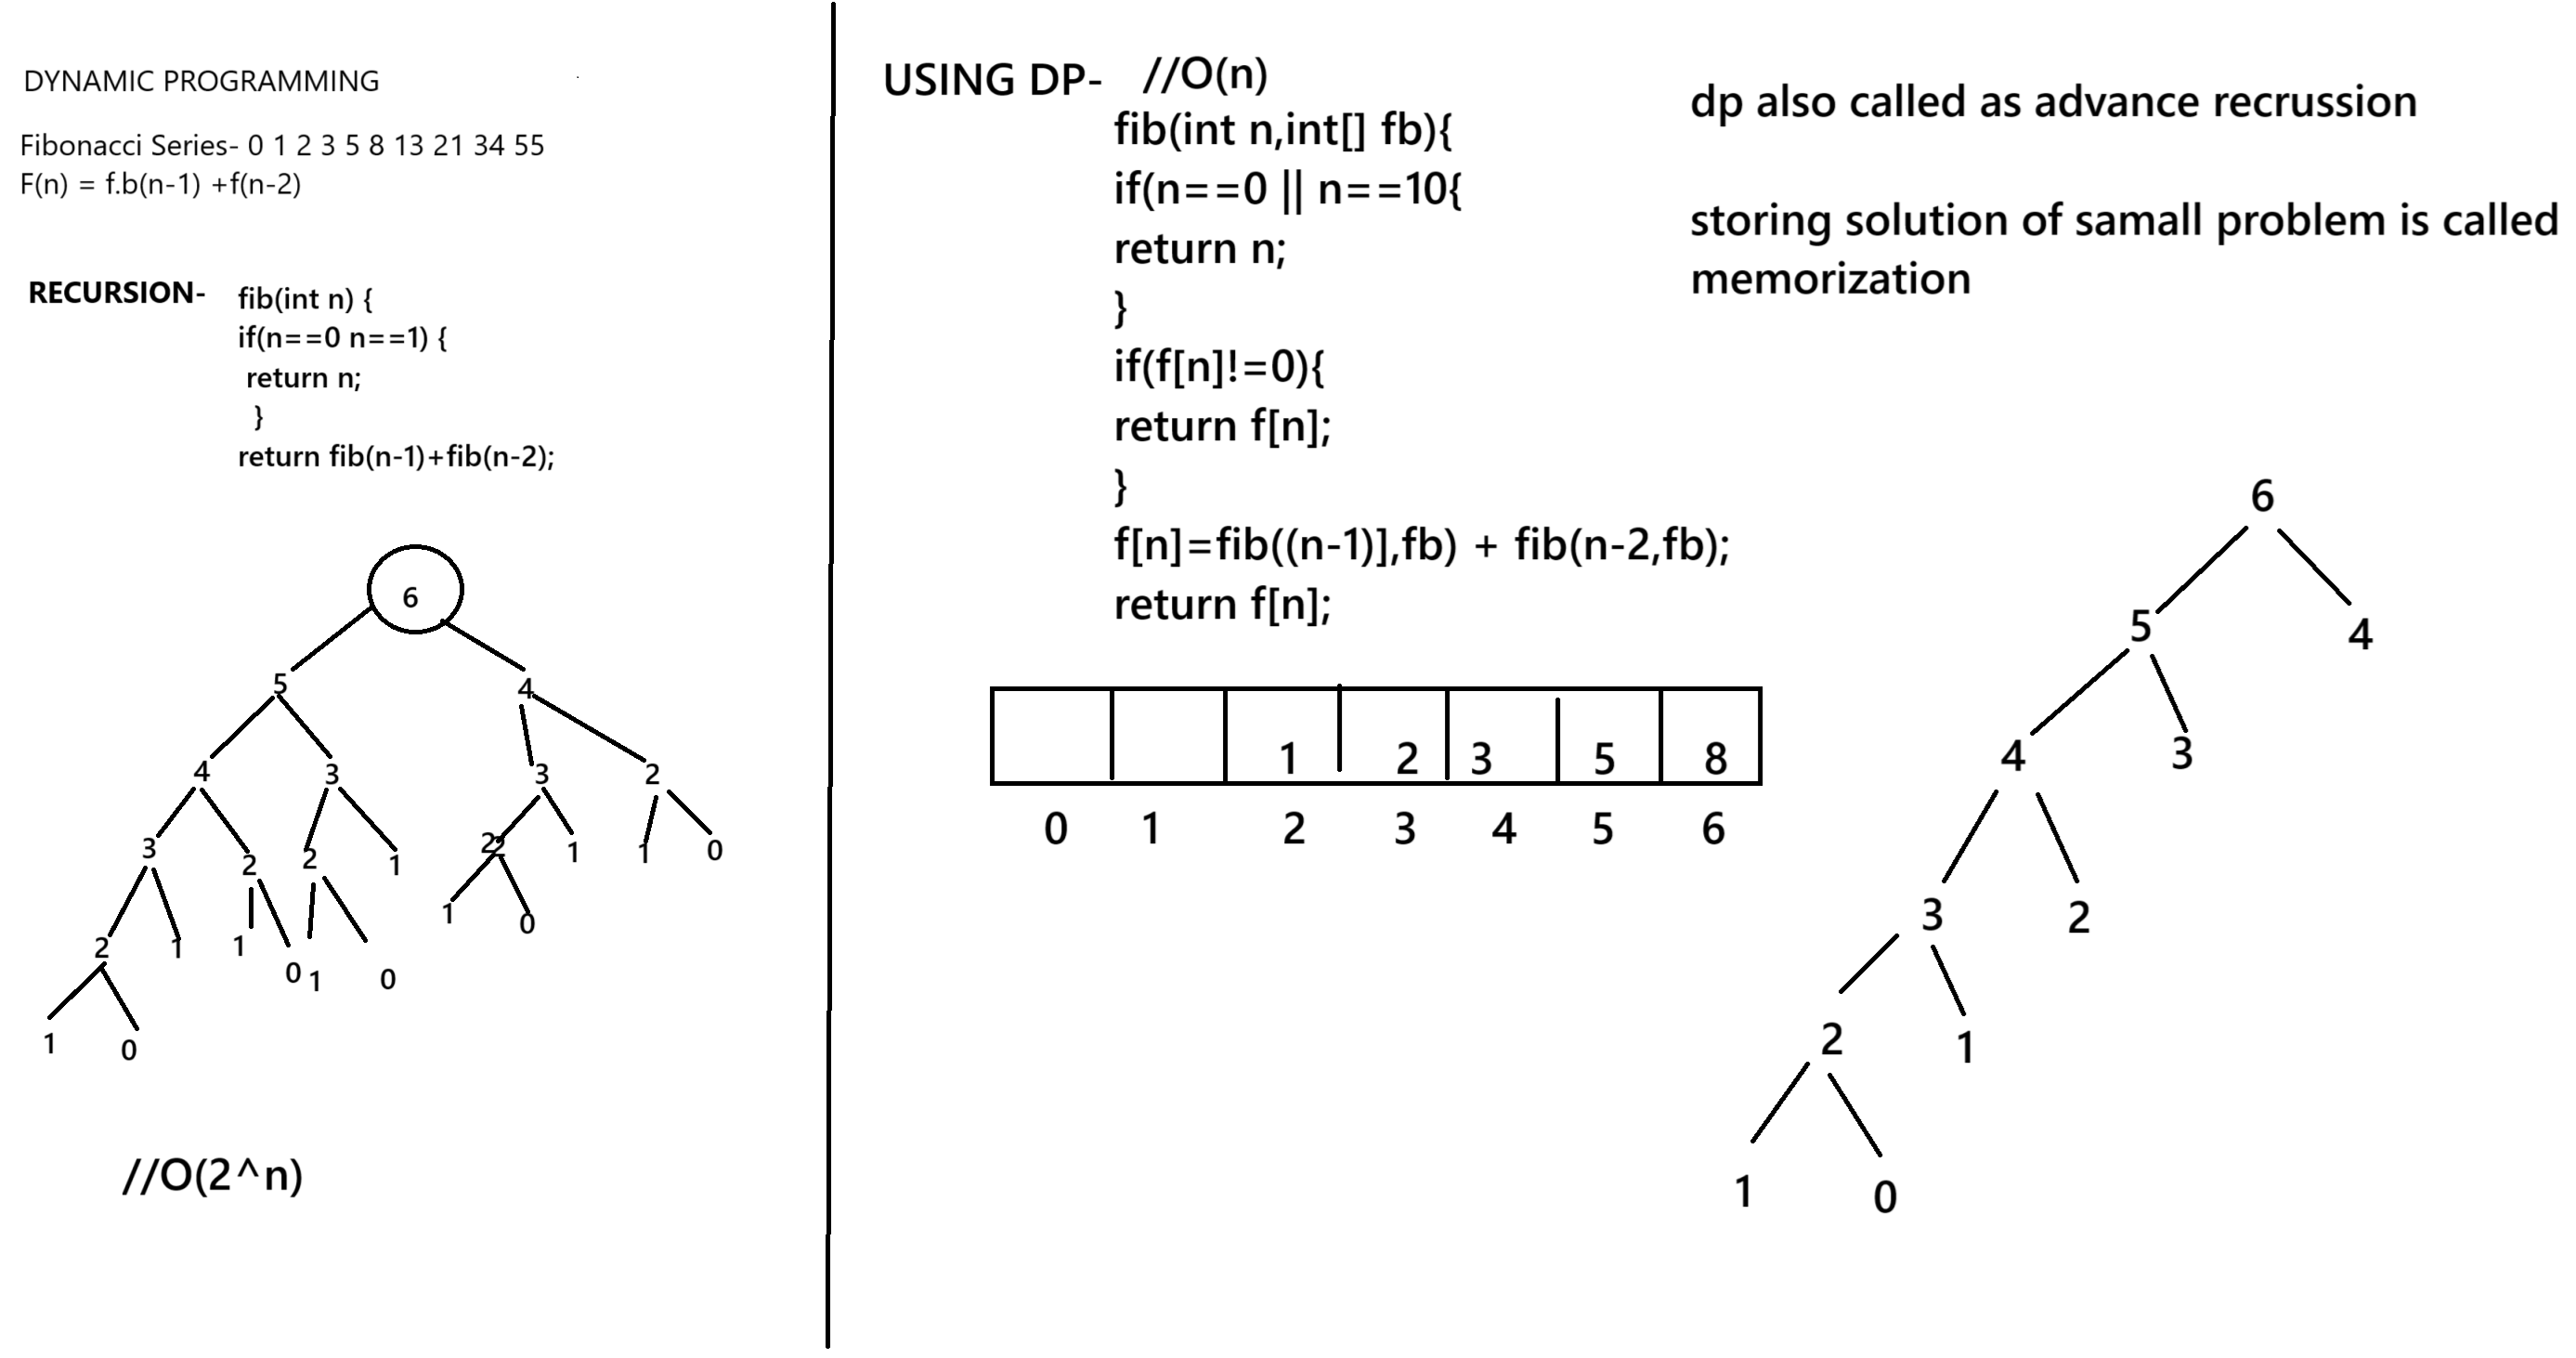 DYNAMIC PROGRAMMING
Fibonacci Series- 0 1 2 3 5 8 13 21 34 55
F(n) = f.b(n-1) +f(n-2)
RECURSION-
fib(int n) {
if(n==0 n==1) {
return n;
}
return fib(n-1)+fib(n-2);
6
5 4
4 3 3 2
3 2 2 1 22 1 1 0
2 1 1 0 1 0 1 0
1 0
//O(2^n)
USING DP- //O(n)
fib(int n,int[] fb){
if(n==0 || n==10{
return n;
}
if(f[n]!=0){
return f[n];
}
f[n]=fib((n-1)],fb) + fib(n-2,fb);
return f[n];
1 2 3 5 8
0 1 2 3 4 5 6
dp also called as advance recrussion
storing solution of samall problem is called
memorization
6
5 4
4 3
3 2
2 1
1 0